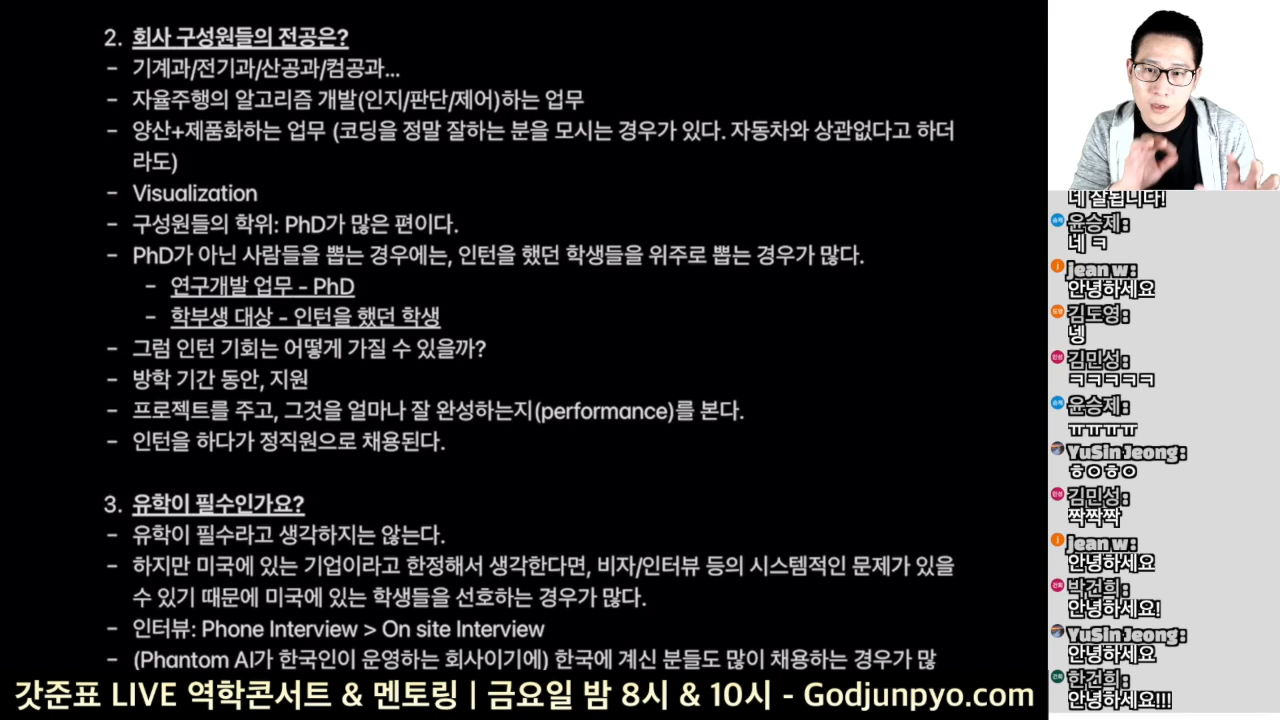 2. 회사 구성원들의 전공은?
- 기계과/전기과/산공과/컴공과...
- 자율주행의 알고리즘 개발(인지/판단/제어)하는 업무
- 양산+제품화하는 업무 (코딩을 정말 잘하는 분을 모시는 경우가 있다. 자동차와 상관없다고 하더
라도)
- Visualization
- 구성원들의 학위: PhD가 많은 편이다.
- PhD가 아닌 사람들을 뽑는 경우에는, 인턴을 했던 학생들을 위주로 뽑는 경우가 많다.
- 연구개발 업무 - PhD
- 학부생 대상 - 인턴을 했던 학생
- 그럼 인턴 기회는 어떻게 가질 수 있을까?
- 방학 기간 동안, 지원
- 프로젝트를 주고, 그것을 얼마나 잘 완성하는지(performance)를 본다.
- 인턴을 하다가 정직원으로 채용된다.
3. 유학이 필수인가요?
- 유학이 필수라고 생각하지는 않는다.
- 하지만 미국에 있는 기업이라고 한정해서 생각한다면, 비자/인터뷰 등의 시스템적인 문제가 있을
수 있기 때문에 미국에 있는 학생들을 선호하는 경우가 많다.
- 인터뷰: Phone Interview > On site Interview
- (Phantom AI가 한국인이 운영하는 회사이기에) 한국에 계신 분들도 많이 채용하는 경우가 많
갓준표 LIVE 역학콘서트 & 멘토링 | 금요일 밤 8시 & 10시 - Godjunpyo.com
네 잘됩니다!
윤승제:
네 ㅋ
jean w:
안녕하세요
김도영:
넹
김민성:
ㅋㅋㅋㅋㅋ
윤승제:
ㅠㅠㅠㅠ
YuSin Jeong:
ㅎㅇㅎㅇ
김민성:
짝짝짝
jean w:
안녕하세요
박건희:
안녕하세요!
YuSin Jeong:
안녕하세요
한건희:
안녕하세요!!!